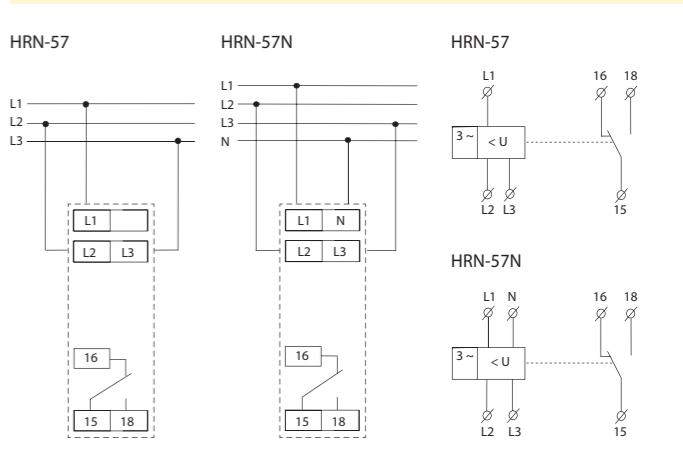 HRN-57
L1
L2
L3
L1
L2 L3
16
15 18
HRN-57N
L1
L2
L3
N
L1 N
L2 L3
16
15 18
HRN-57
L1 16 18
3 ~ < U
L2 L3 15
HRN-57N
L1 N 16 18
3 ~ < U
L2 L3 15